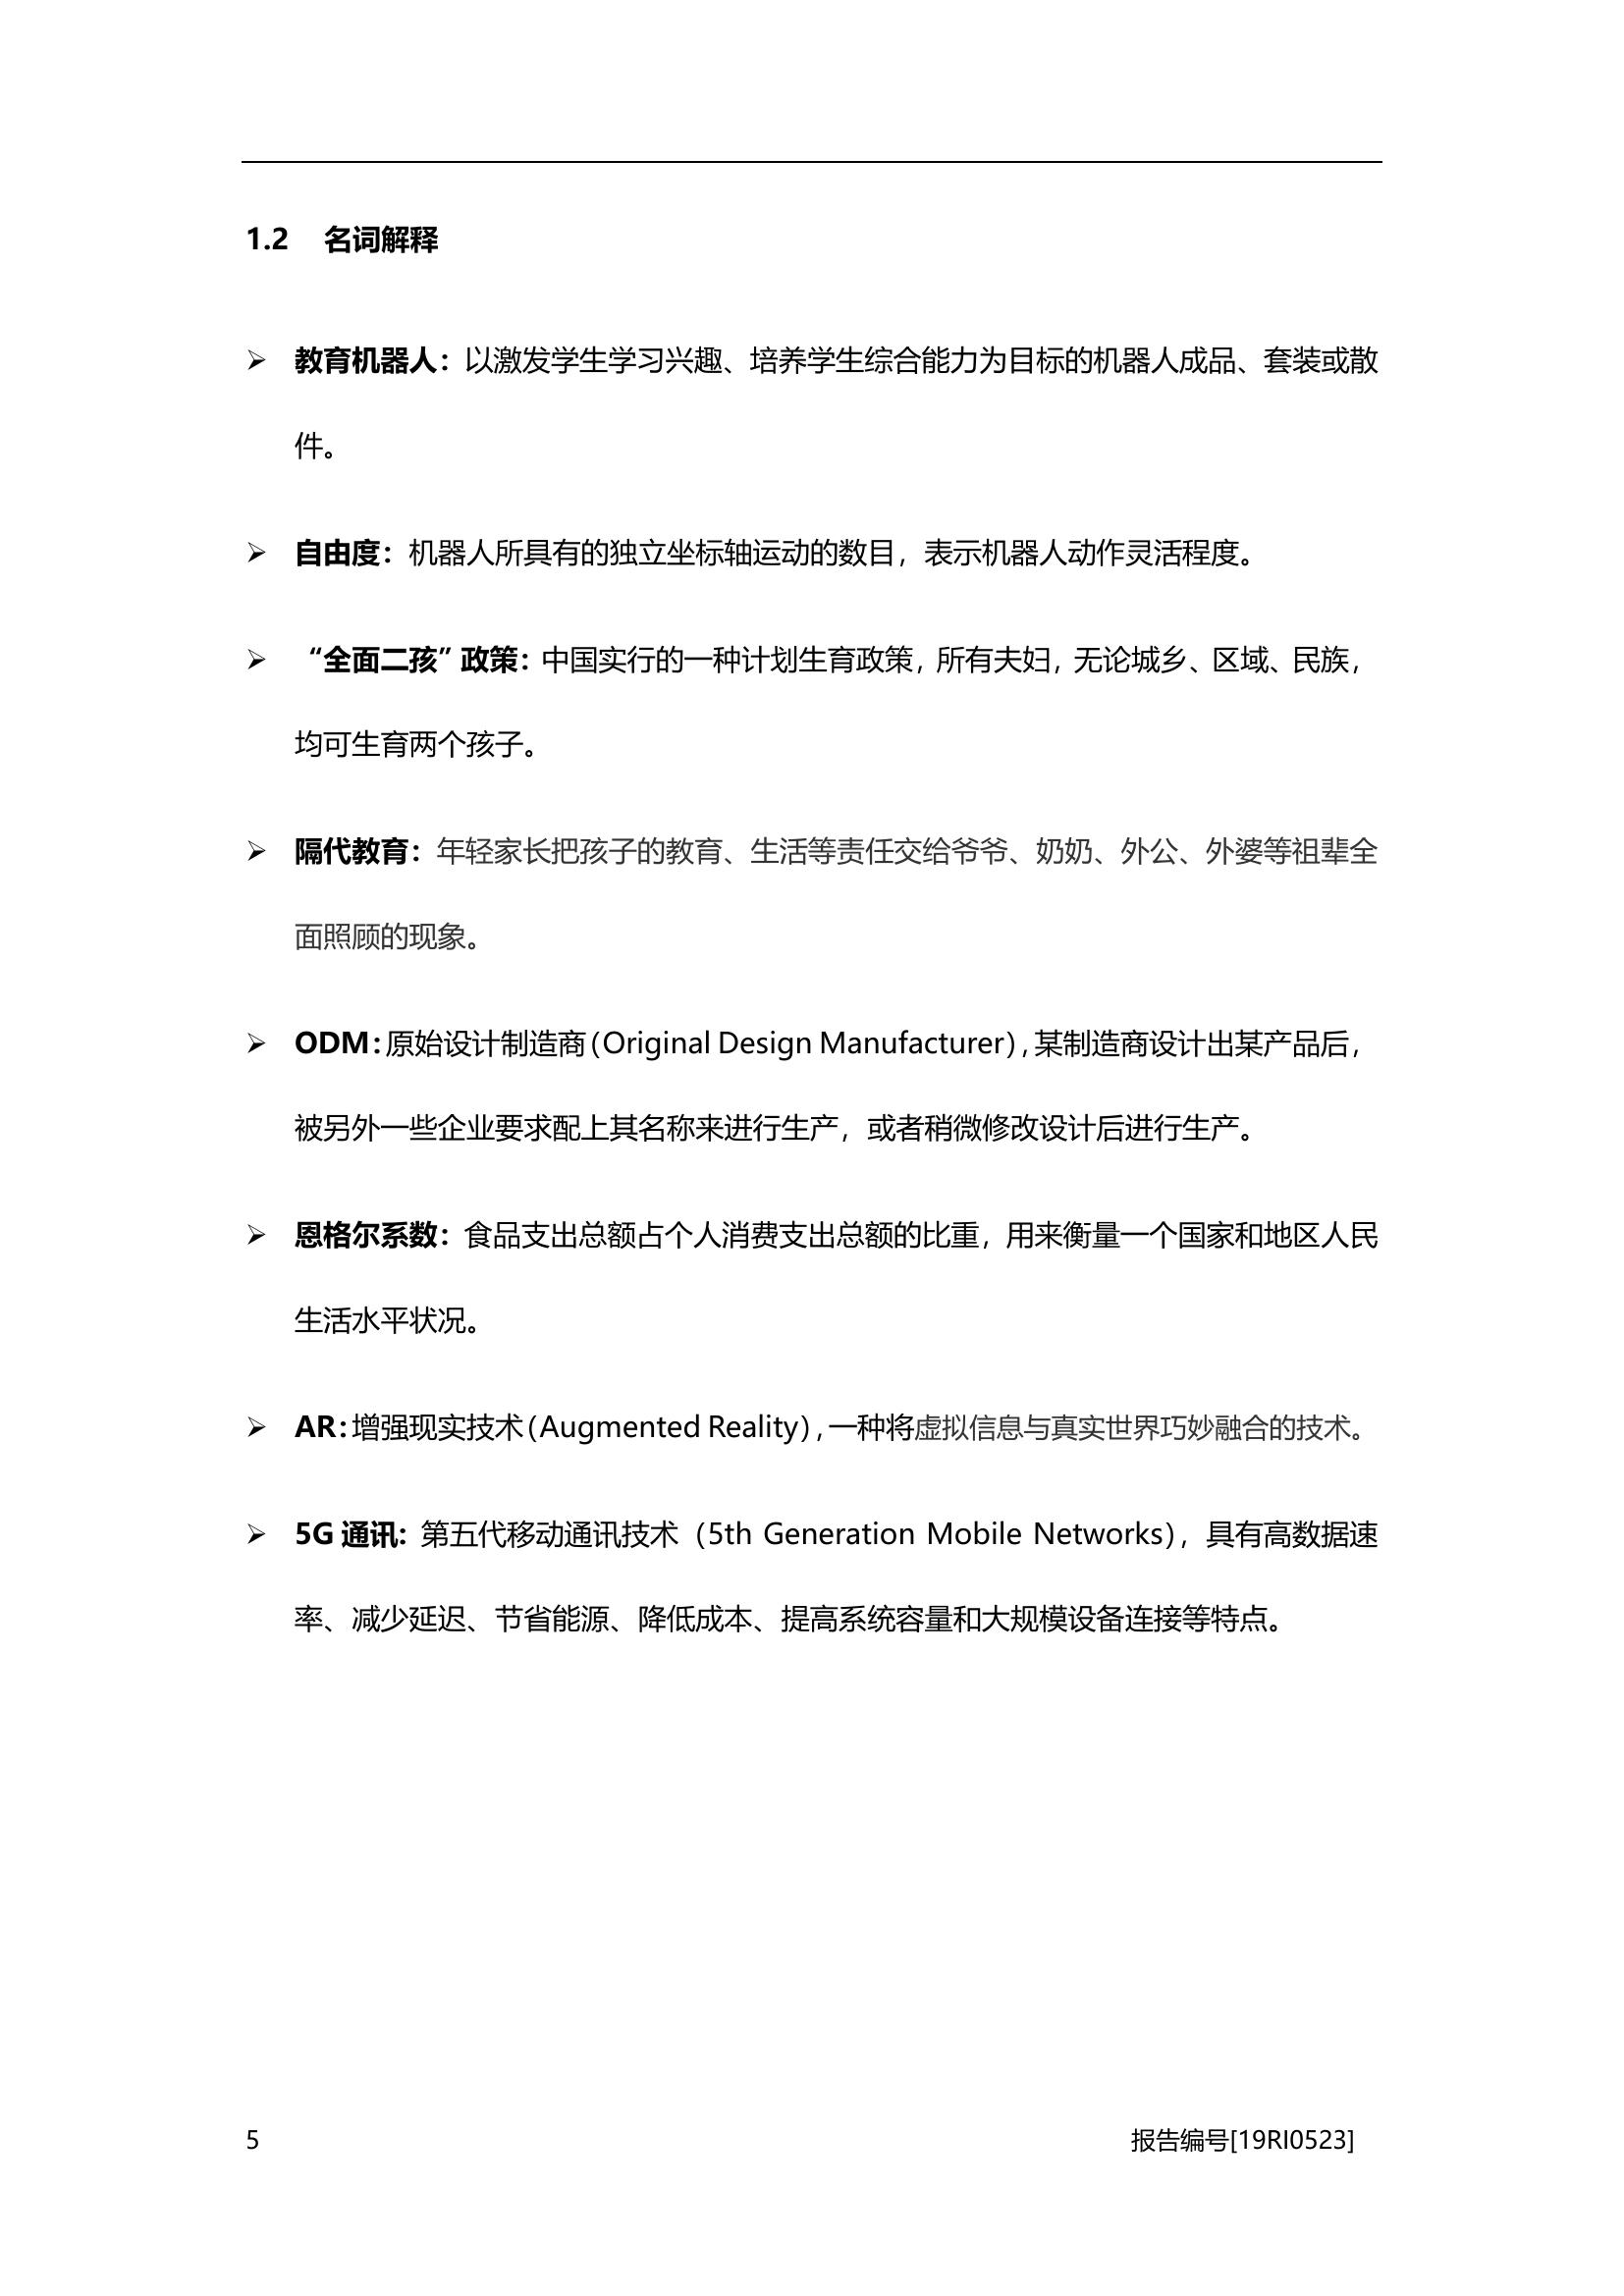 1.2 名词解释
➢ 教育机器人：以激发学生学习兴趣、培养学生综合能力为目标的机器人成品、套装或散
件。
➢ 自由度：机器人所具有的独立坐标轴运动的数目，表示机器人动作灵活程度。
➢ “全面二孩”政策：中国实行的一种计划生育政策，所有夫妇，无论城乡、区域、民族，
均可生育两个孩子。
➢ 隔代教育：年轻家长把孩子的教育、生活等责任交给爷爷、奶奶、外公、外婆等祖辈全
面照顾的现象。
➢ ODM：原始设计制造商（Original Design Manufacturer），某制造商设计出某产品后，
被另外一些企业要求配上其名称来进行生产，或者稍微修改设计后进行生产。
➢ 恩格尔系数：食品支出总额占个人消费支出总额的比重，用来衡量一个国家和地区人民
生活水平状况。
➢ AR：增强现实技术（Augmented Reality），一种将虚拟信息与真实世界巧妙融合的技术。
➢ 5G 通讯：第五代移动通讯技术（5th Generation Mobile Networks），具有高数据速
率、减少延迟、节省能源、降低成本、提高系统容量和大规模设备连接等特点。
5 报告编号[19RI0523]